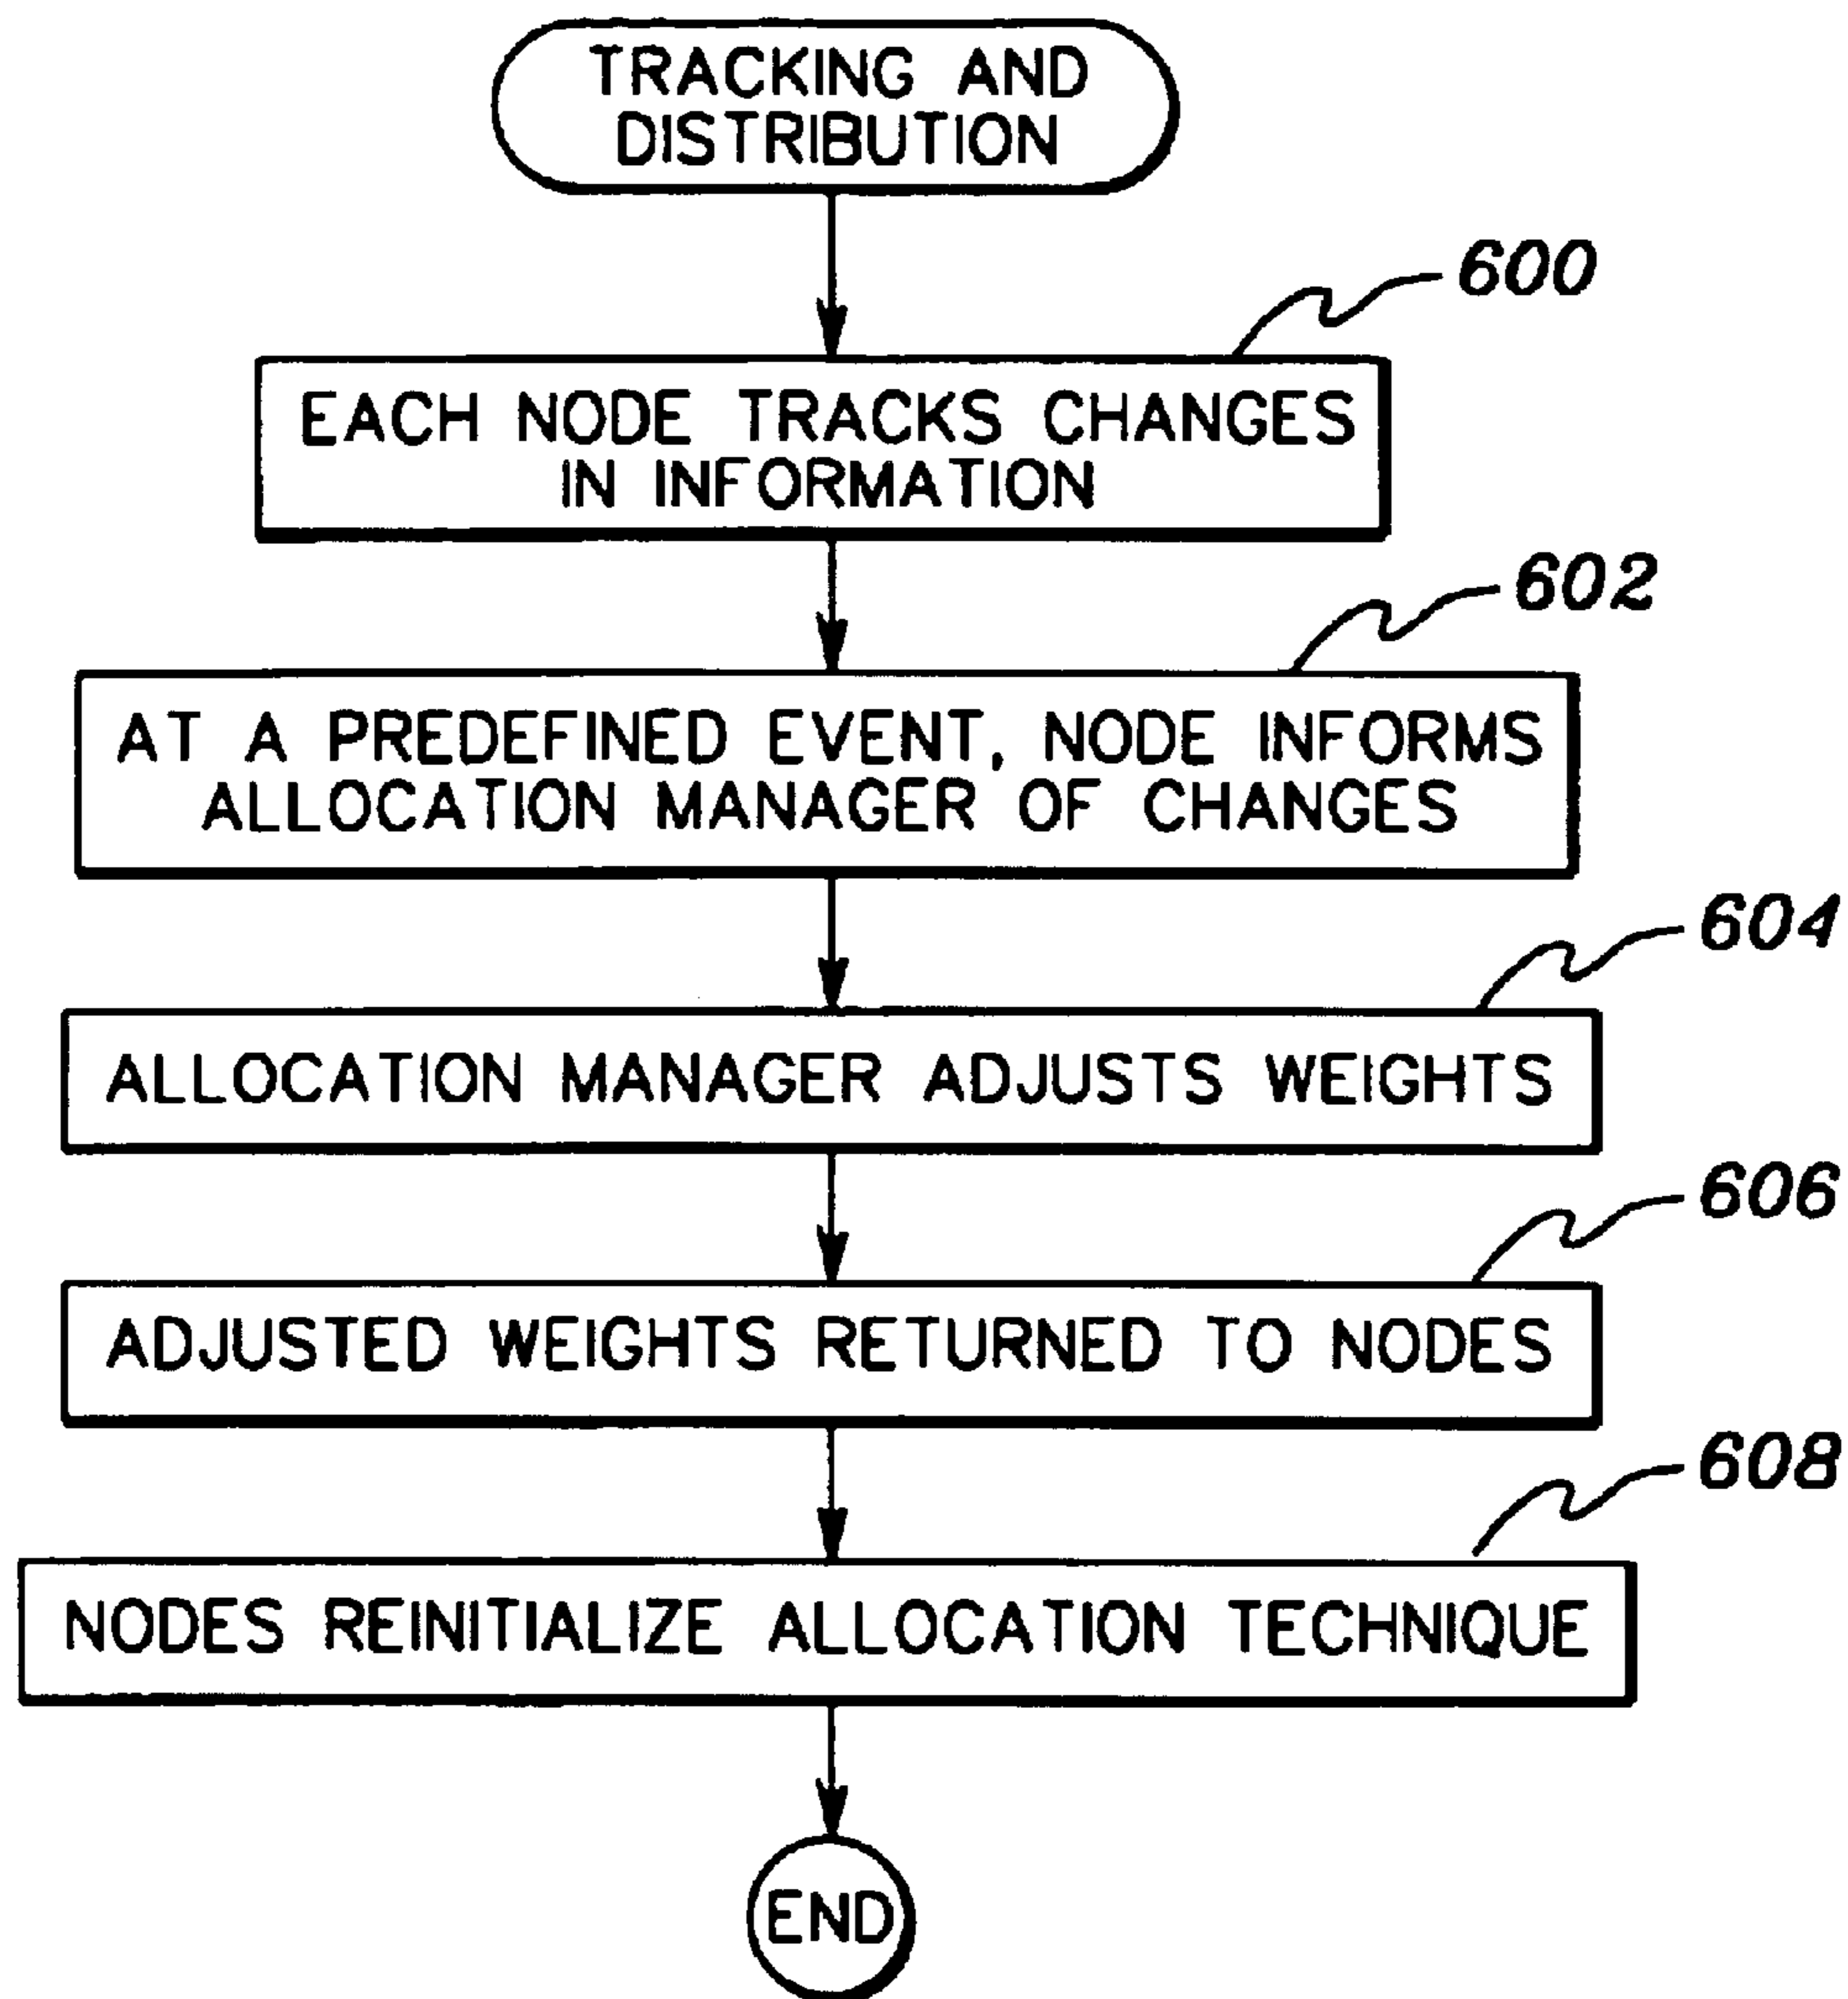 TRACKING AND
DISTRIBUTION
600
EACH NODE TRACKS CHANGES
IN INFORMATION
602
AT A PREDEFINED EVENT, NODE INFORMS
ALLOCATION MANAGER OF CHANGES
604
ALLOCATION MANAGER ADJUSTS WEIGHTS
606
ADJUSTED WEIGHTS RETURNED TO NODES
608
NODES REINITIALIZE ALLOCATION TECHNIQUE
END